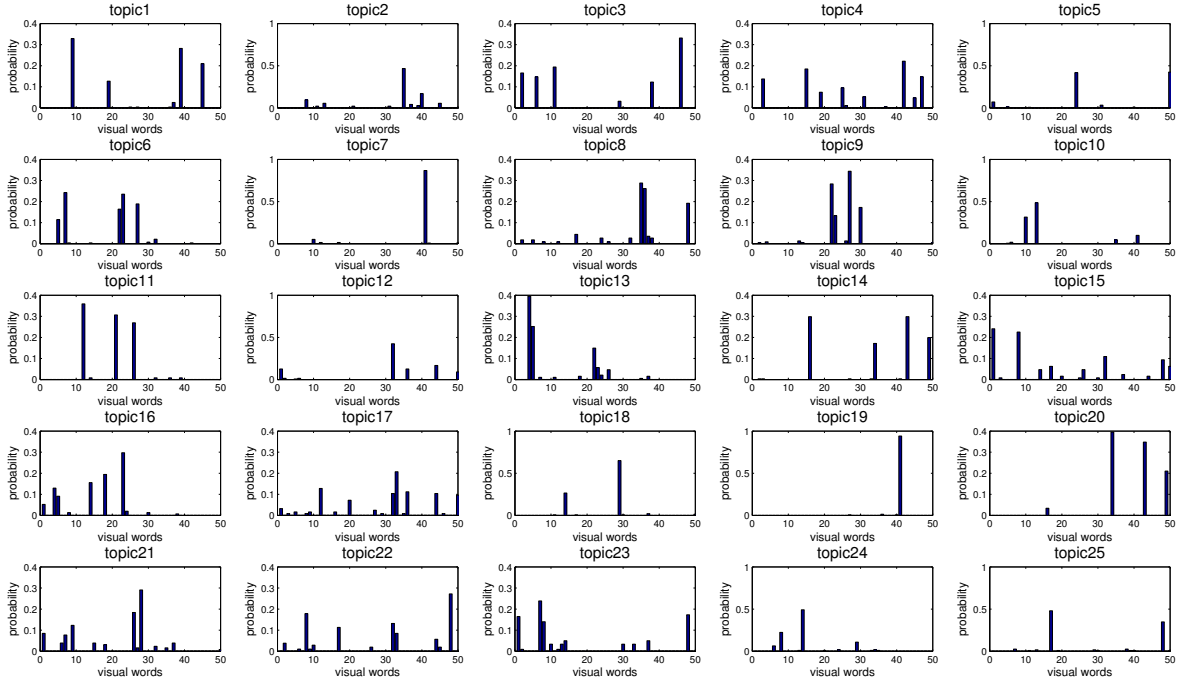 topic1 topic2 topic3 topic4 topic5
0.4 1 0.4 0.4 1
0.3 0.3 0.3
probability probability probability probability probability
0.2 0.5 0.2 0.2 0.5
0.1 0.1 0.1
0 0 0 0 0
0 10 20 30 40 50 0 10 20 30 40 50 0 10 20 30 40 50 0 10 20 30 40 50 0 10 20 30 40 50
visual words visual words visual words visual words visual words
topic6 topic7 topic8 topic9 topic10
0.4 1 0.4 0.4 1
0.3 0.3 0.3
probability probability probability probability probability
0.2 0.5 0.2 0.2 0.5
0.1 0.1 0.1
0 0 0 0 0
0 10 20 30 40 50 0 10 20 30 40 50 0 10 20 30 40 50 0 10 20 30 40 50 0 10 20 30 40 50
visual words visual words visual words visual words visual words
topic11 topic12 topic13 topic14 topic15
0.4 1 0.4 0.4 0.4
0.3 0.3 0.3 0.3
probability probability probability probability probability
0.2 0.5 0.2 0.2 0.2
0.1 0.1 0.1 0.1
0 0 0 0 0
0 10 20 30 40 50 0 10 20 30 40 50 0 10 20 30 40 50 0 10 20 30 40 50 0 10 20 30 40 50
visual words visual words visual words visual words visual words
topic16 topic17 topic18 topic19 topic20
0.4 0.4 1 1 0.4
0.3 0.3 0.3
probability probability probability probability probability
0.2 0.2 0.5 0.5 0.2
0.1 0.1 0.1
0 0 0 0 0
0 10 20 30 40 50 0 10 20 30 40 50 0 10 20 30 40 50 0 10 20 30 40 50 0 10 20 30 40 50
visual words visual words visual words visual words visual words
topic21 topic22 topic23 topic24 topic25
0.4 0.4 0.4 1 1
0.3 0.3 0.3
probability probability probability probability probability
0.2 0.2 0.2 0.5 0.5
0.1 0.1 0.1
0 0 0 0 0
0 10 20 30 40 50 0 10 20 30 40 50 0 10 20 30 40 50 0 10 20 30 40 50 0 10 20 30 40 50